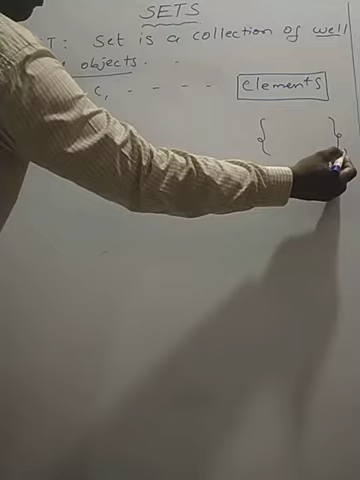 SETS
T: Set is a collection of well
objects.
c, - - - - elements
{ }